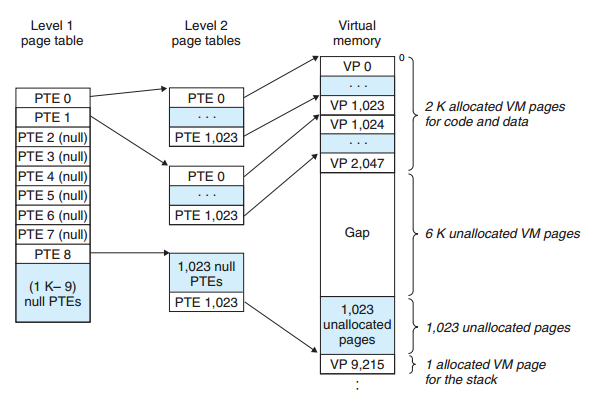 Level 1
page table
Level 2
page tables
Virtual
memory
PTE 0
PTE 1
PTE 2 (null)
PTE 3 (null)
PTE 4 (null)
PTE 5 (null)
PTE 6 (null)
PTE 7 (null)
PTE 8
(1 K– 9)
null PTEs
PTE 0
. . .
PTE 1,023
PTE 0
. . .
PTE 1,023
1,023 null
PTEs
PTE 1,023
0
VP 0
. . .
VP 1,023
VP 1,024
. . .
VP 2,047
Gap
1,023
unallocated
pages
VP 9,215
2 K allocated VM pages
for code and data
6 K unallocated VM pages
1,023 unallocated pages
1 allocated VM page
for the stack